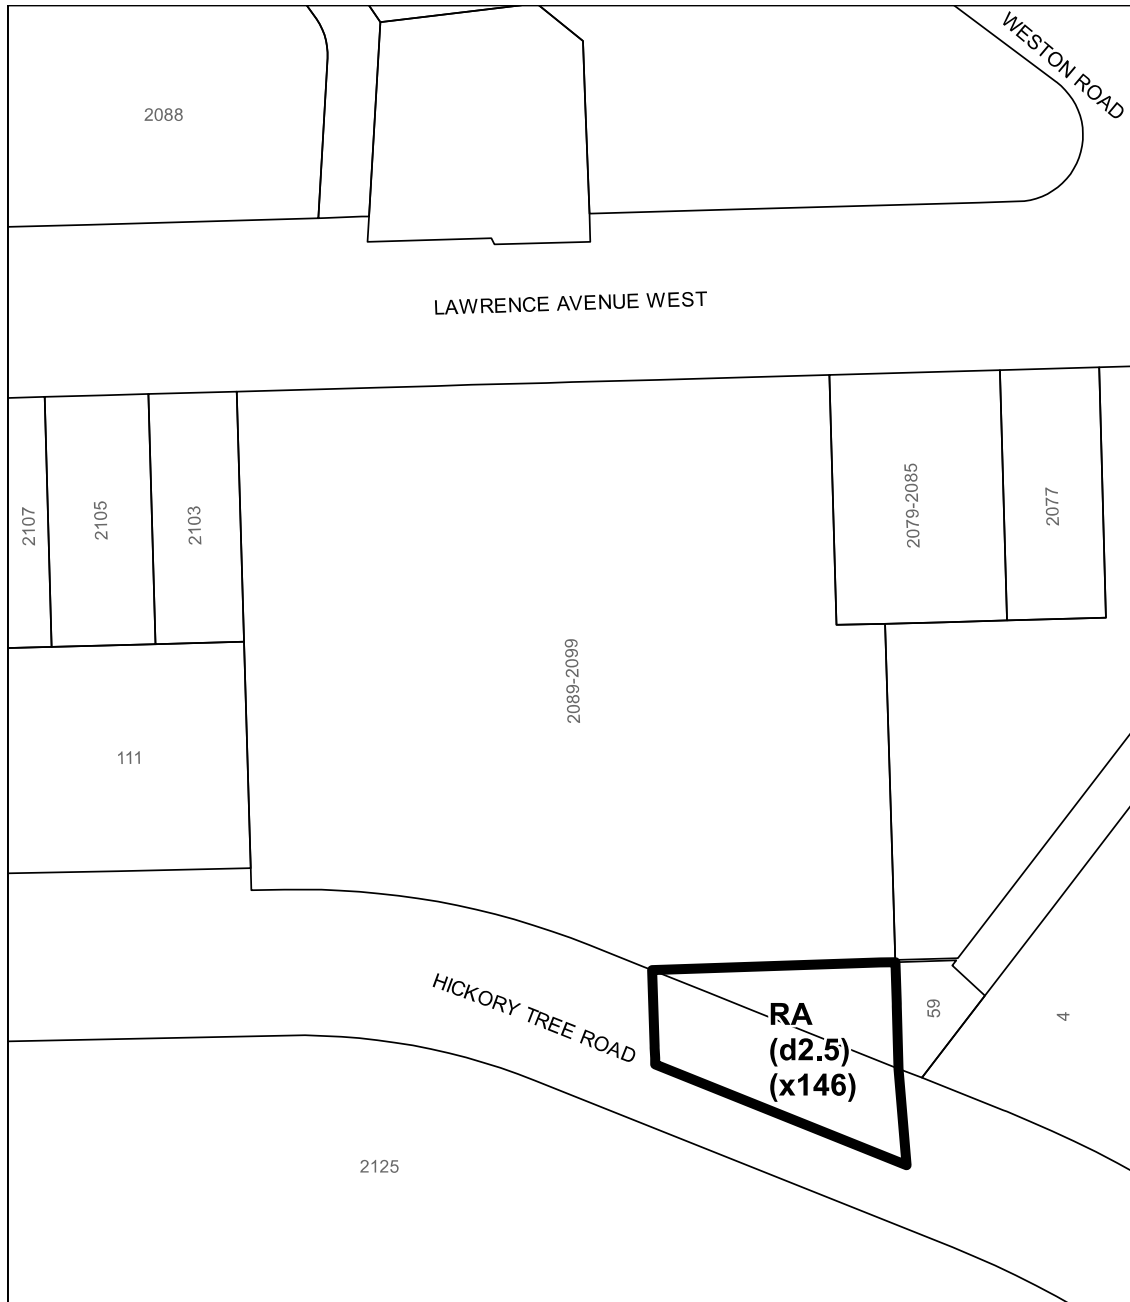 WESTON ROAD
2088
LAWRENCE AVENUE WEST
2107
2105
2103
2079-2085
2077
2089-2099
111
HICKORY TREE ROAD
RA
(d2.5)
(x146)
59
4
2125